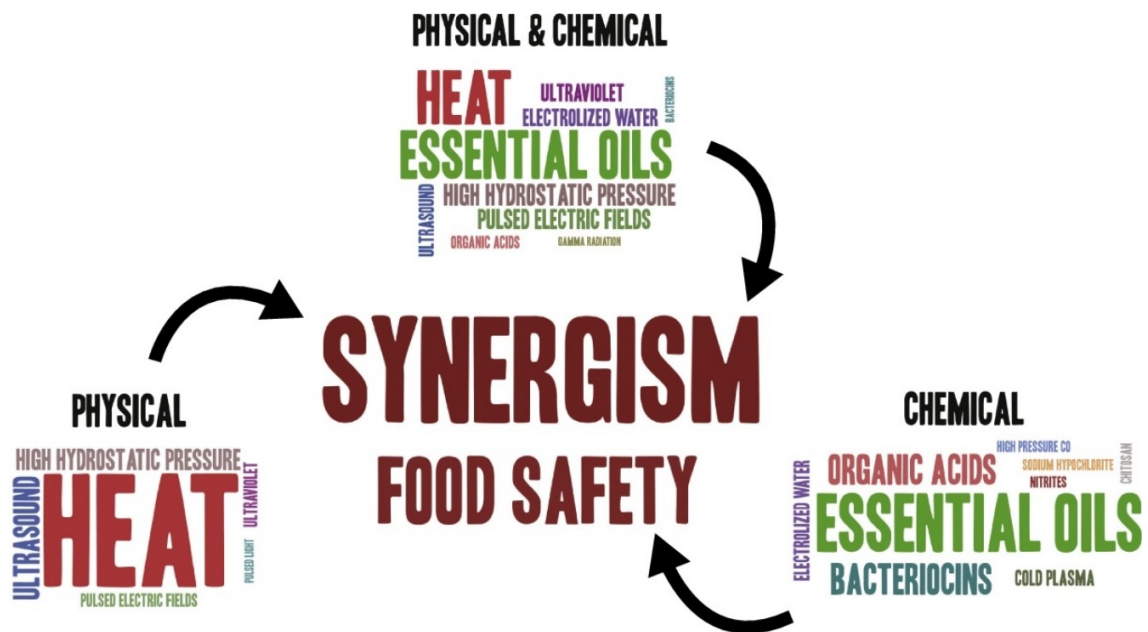 PHYSICAL & CHEMICAL
HEAT
ULTRAVIOLET
BACTERIOCINS
ELECTROLIZED WATER
ESSENTIAL OILS
ULTRASOUND
HIGH HYDROSTATIC PRESSURE
PULSED ELECTRIC FIELDS
ORGANIC ACIDS
GAMMA RADIATION
SYNERGISM
FOOD SAFETY
PHYSICAL
HIGH HYDROSTATIC PRESSURE
ULTRASOUND
HEAT
ULTRAVIOLET
PULSED LIGHT
PULSED ELECTRIC FIELDS
CHEMICAL
HIGH PRESSURE CO
ELECTROLIZED WATER
ORGANIC ACIDS
SODIUM HYPOCHLORITE
CHITOSAN
NITRITES
ESSENTIAL OILS
BACTERIOCINS
COLD PLASMA